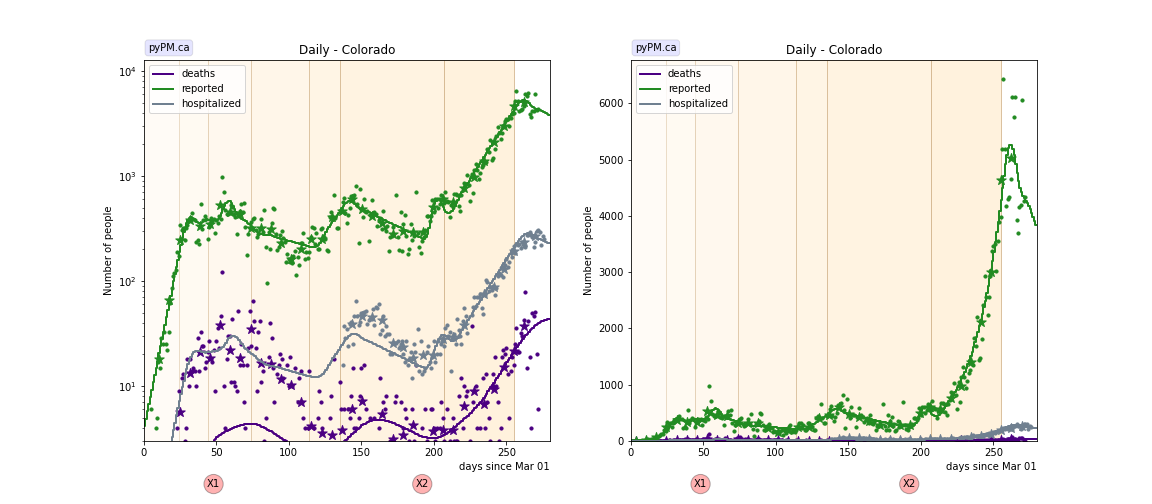 pyPM.ca
Daily - Colorado
deaths
reported
hospitalized
Number of people
10⁴
10³
10²
10¹
0 50 100 150 200 250
days since Mar 01
X1 X2
pyPM.ca
Daily - Colorado
deaths
reported
hospitalized
Number of people
6000
5000
4000
3000
2000
1000
0
0 50 100 150 200 250
days since Mar 01
X1 X2